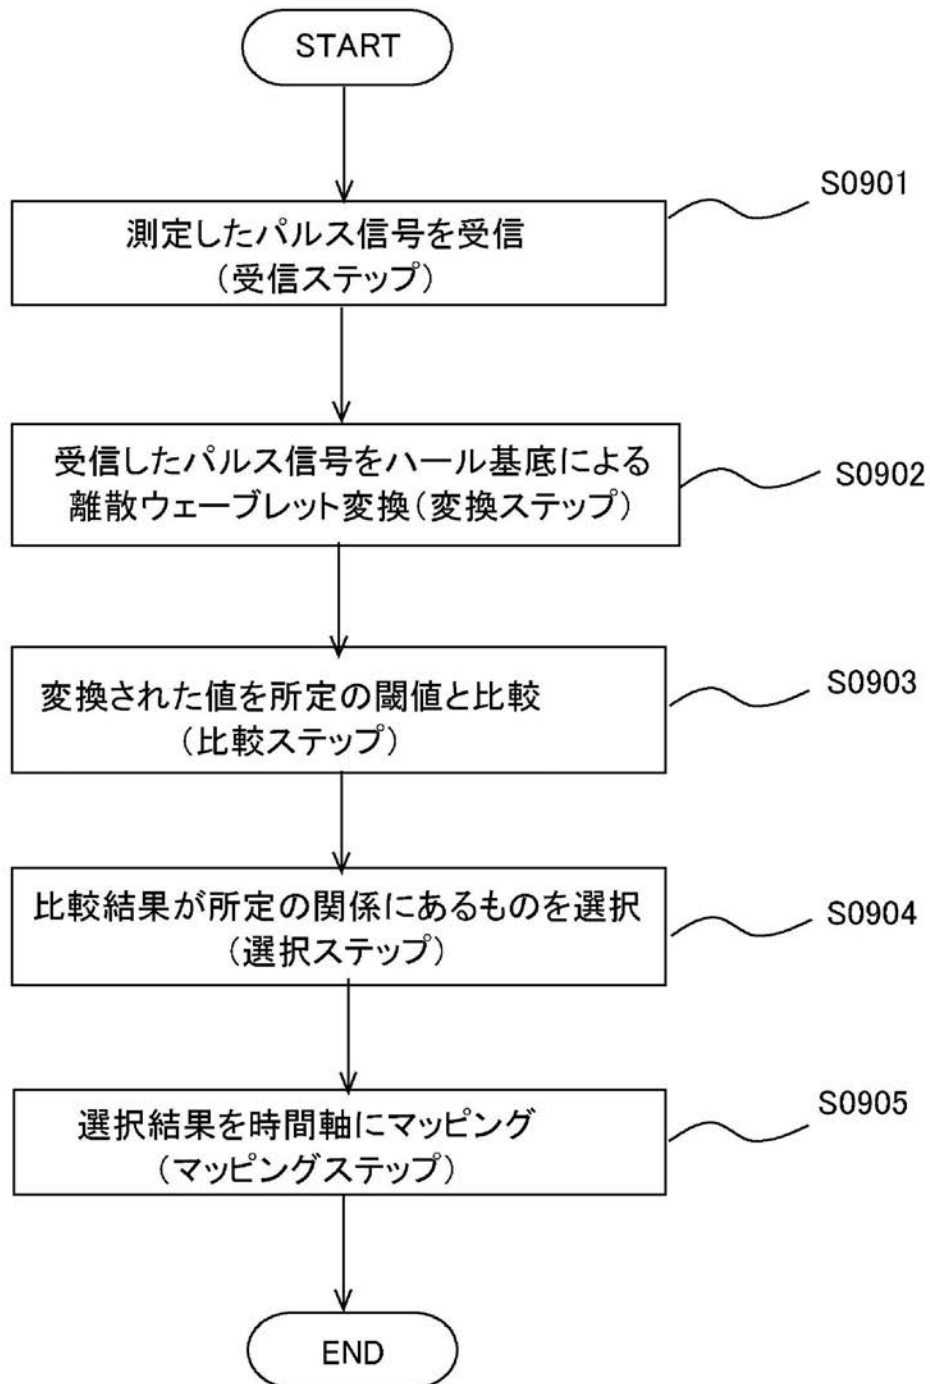 START
S0901
測定したパルス信号を受信
（受信ステップ）
受信したパルス信号をハール基底による
離散ウェーブレット変換（変換ステップ）
S0902
変換された値を所定の閾値と比較
（比較ステップ）
S0903
比較結果が所定の関係にあるものを選択
（選択ステップ）
S0904
選択結果を時間軸にマッピング
（マッピングステップ）
S0905
END